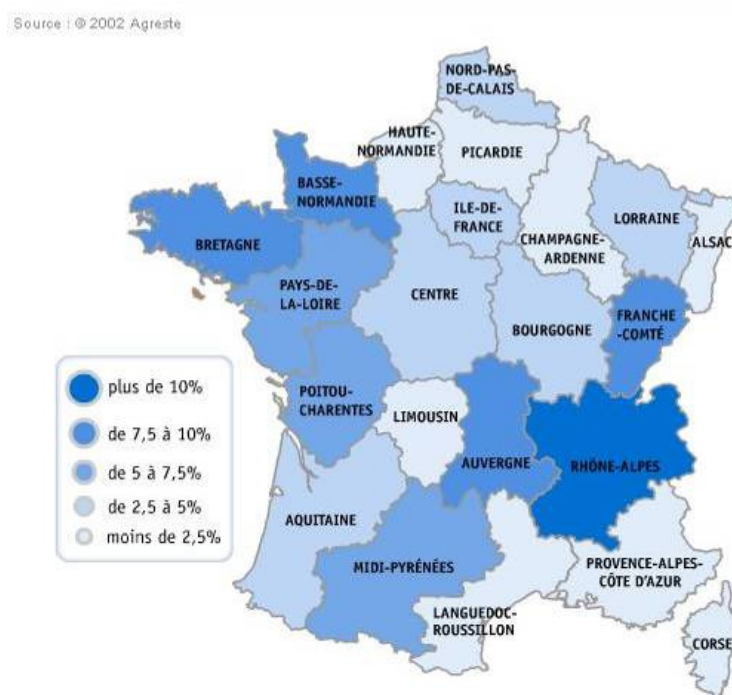 Source : © 2002 Agreste
NORD-PAS-
DE-CALAIS
HAUTE-
NORMANDIE
PICARDIE
BASSE-
NORMANDIE
ILE-DE-
FRANCE
LORRAINE
CHAMPAGNE-
ARDENNE
ALSAC
BRETAGNE
PAYS-DE-
LA-LOIRE
CENTRE
BOURGOGNE
FRANCHE
-COMTÉ
POITOU-
CHARENTES
LIMOUSIN
AUVERGNE
RHÔNE-ALPES
AQUITAINE
MIDI-PYRÉNÉES
PROVENCE-ALPES-
CÔTE D'AZUR
LANGUEDOC-
ROUSSILLON
CORSE
plus de 10%
de 7,5 à 10%
de 5 à 7,5%
de 2,5 à 5%
moins de 2,5%